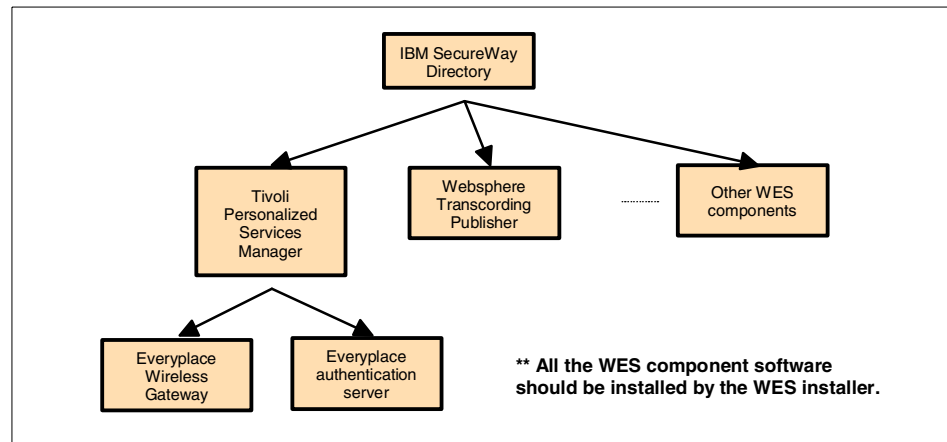 IBM SecureWay
Directory
Tivoli
Personalized
Services
Manager
Websphere
Transcording
Publisher
Other WES
components
Everyplace
Wireless
Gateway
Everyplace
authentication
server
** All the WES component software
should be installed by the WES installer.